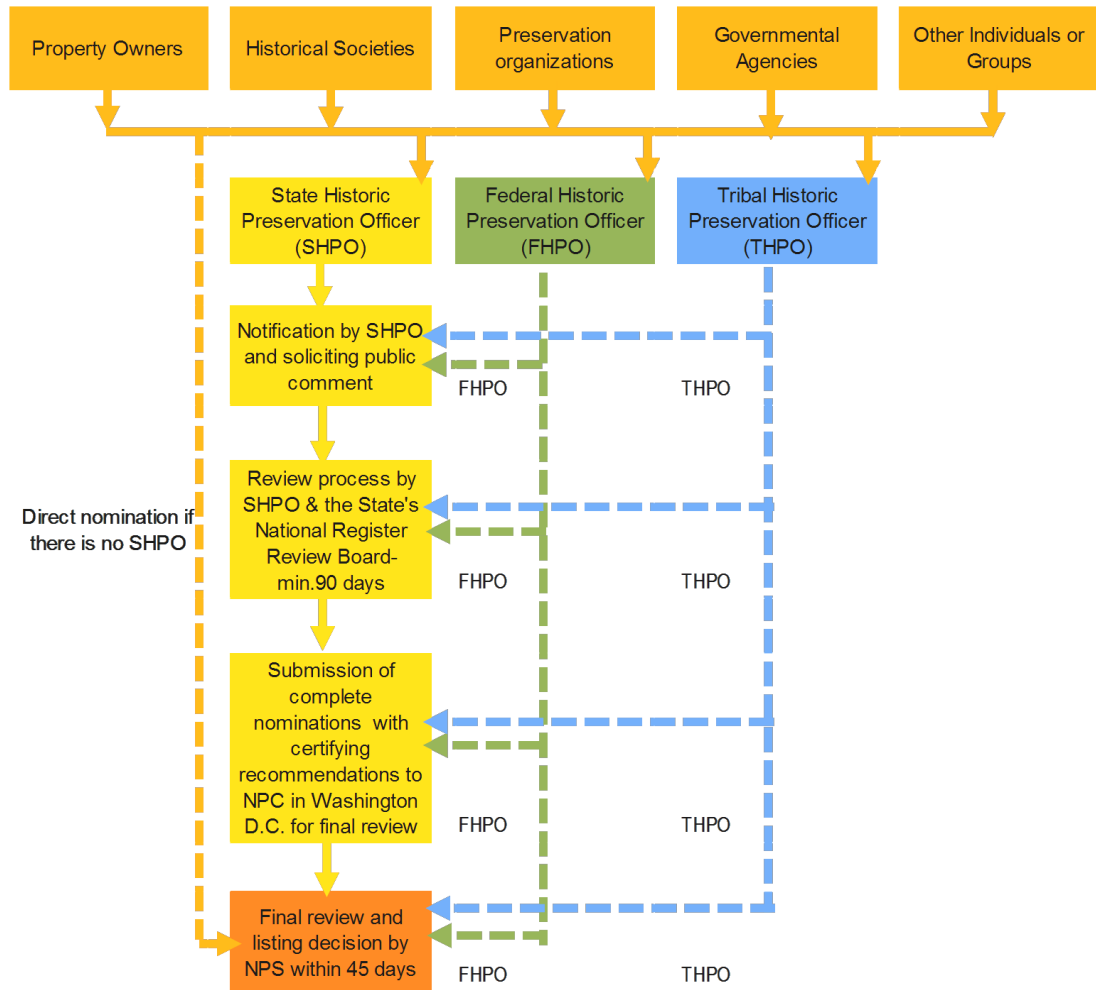 Property Owners
Historical Societies
Preservation
organizations
Governmental
Agencies
Other Individuals or
Groups
State Historic
Preservation Officer
(SHPO)
Federal Historic
Preservation Officer
(FHPO)
Tribal Historic
Preservation Officer
(THPO)
Notification by SHPO
and soliciting public
comment
FHPO
THPO
Direct nomination if
there is no SHPO
Review process by
SHPO & the State's
National Register
Review Board-
min.90 days
FHPO
THPO
Submission of
complete
nominations with
certifying
recommendations to
NPC in Washington
D.C. for final review
FHPO
THPO
Final review and
listing decision by
NPS within 45 days
FHPO
THPO